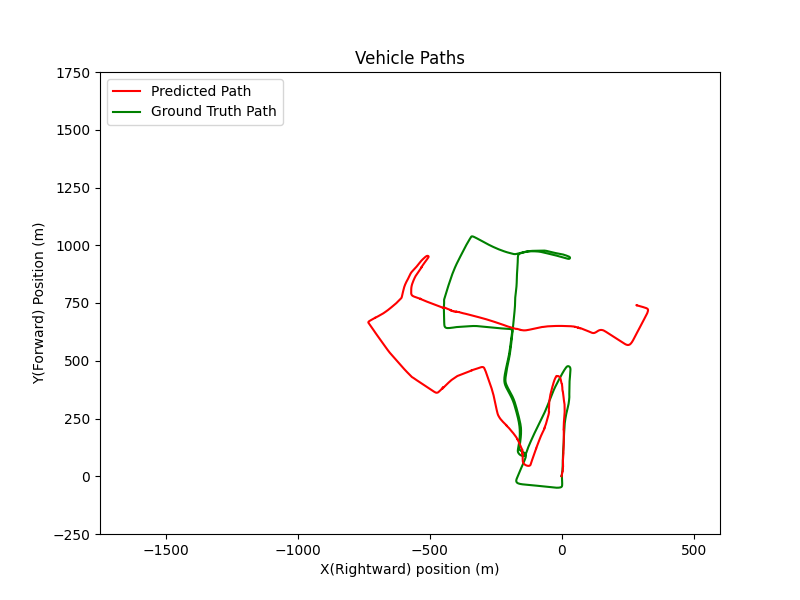 Vehicle Paths
Predicted Path
Ground Truth Path
1750
1500
1250
1000
750
500
250
0
−250
Y(Forward) Position (m)
−1500 −1000 −500 0 500
X(Rightward) position (m)